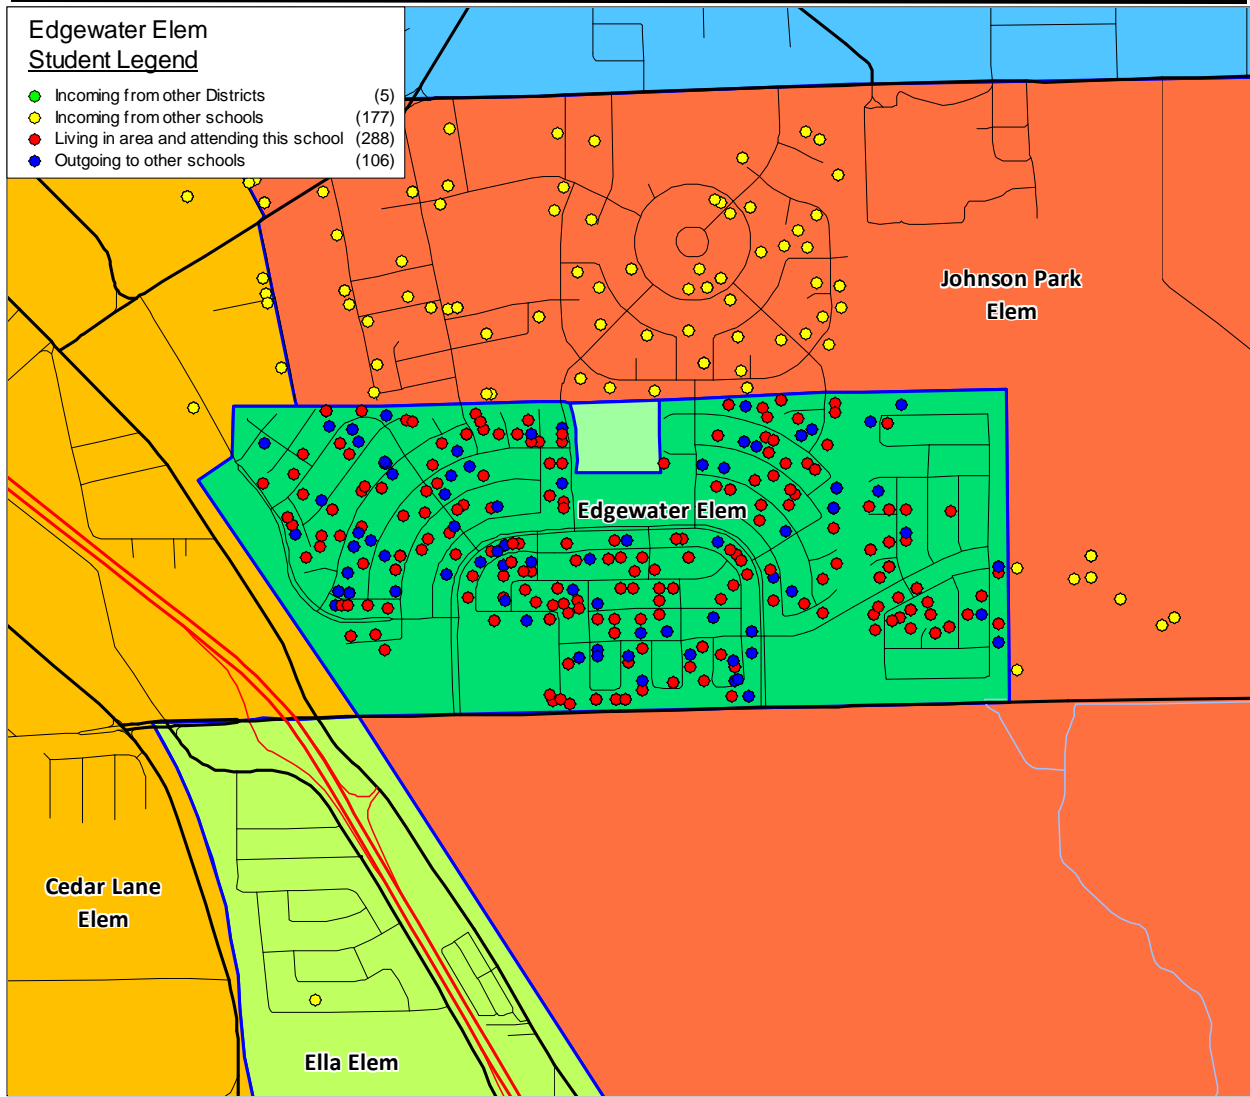 Edgewater Elem
Student Legend
Incoming from other Districts (5)
Incoming from other schools (177)
Living in area and attending this school (288)
Outgoing to other schools (106)
Johnson Park
Elem
Edgewater Elem
Cedar Lane
Elem
Ella Elem